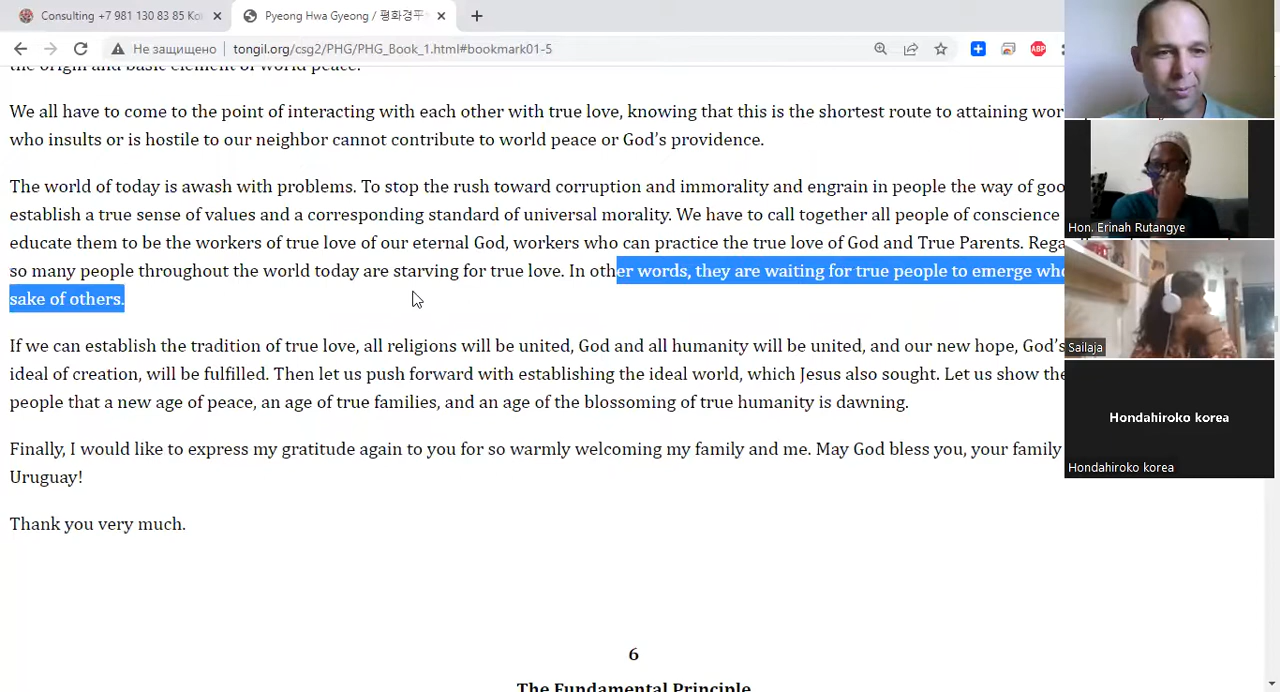 Consulting +7 981 130 83 85 Ko
Pyeong Hwa Gyeong / 평화경
Не защищено
tongil.org/csg2/PHG/PHG_Book_1.html#bookmark01-5
ABP
the origin and basic element of world peace.
We all have to come to the point of interacting with each other with true love, knowing that this is the shortest route to attaining wor
who insults or is hostile to our neighbor cannot contribute to world peace or God's providence.
The world of today is awash with problems. To stop the rush toward corruption and immorality and engrain in people the way of goo
establish a true sense of values and a corresponding standard of universal morality. We have to call together all people of conscience
educate them to be the workers of true love of our eternal God, workers who can practice the true love of God and True Parents. Rega
so many people throughout the world today are starving for true love. In other words, they are waiting for true people to emerge who
sake of others.
If we can establish the tradition of true love, all religions will be united, God and all humanity will be united, and our new hope, God's
ideal of creation, will be fulfilled. Then let us push forward with establishing the ideal world, which Jesus also sought. Let us show the
people that a new age of peace, an age of true families, and an age of the blossoming of true humanity is dawning.
Finally, I would like to express my gratitude again to you for so warmly welcoming my family and me. May God bless you, your family
Uruguay!
Thank you very much.
6
The Fundamental Principle
Hon. Erinah Rutangye
Sailaja
Hondahiroko korea
Hondahiroko korea